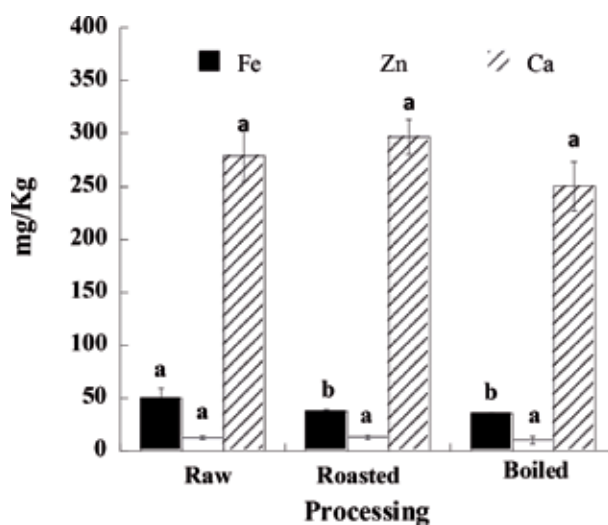 400
350
300
250
200
150
100
50
0
mg/Kg
Fe Zn Ca
a a a
b a a
b a a
Raw Roasted Boiled
Processing